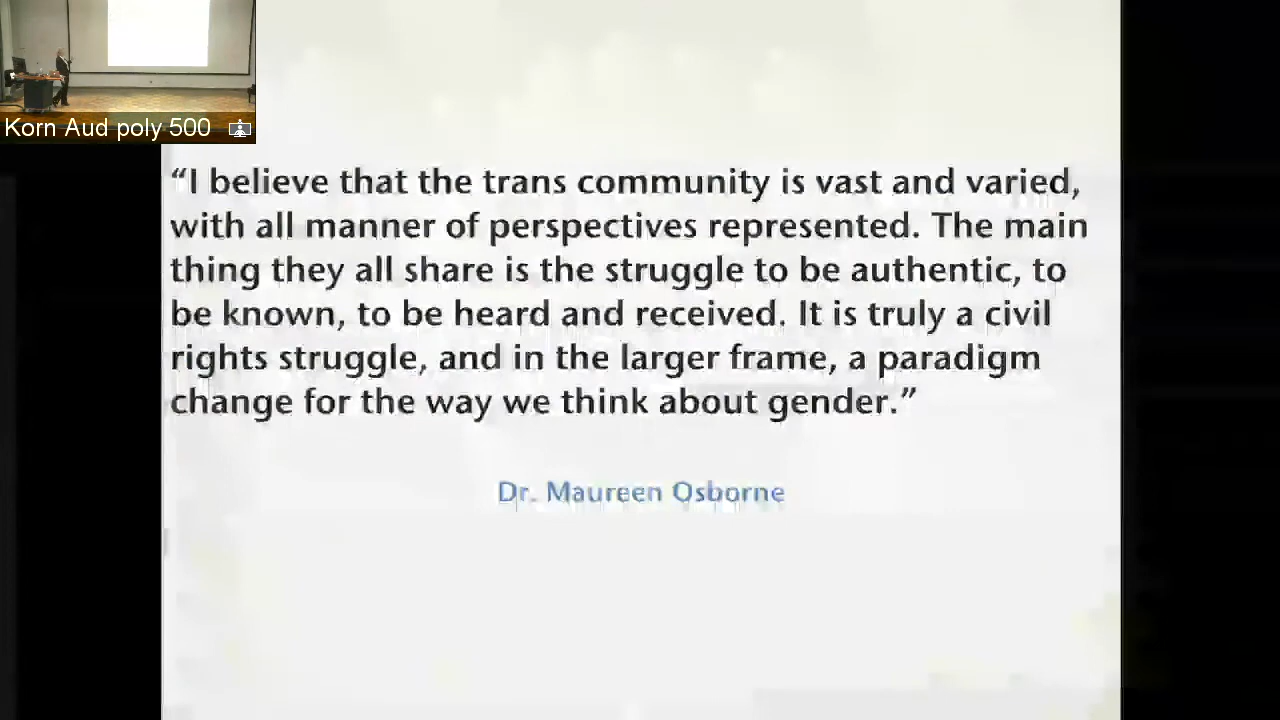 Korn Aud poly 500
“I believe that the trans community is vast and varied,
with all manner of perspectives represented. The main
thing they all share is the struggle to be authentic, to
be known, to be heard and received. It is truly a civil
rights struggle, and in the larger frame, a paradigm
change for the way we think about gender.”
Dr. Maureen Osborne